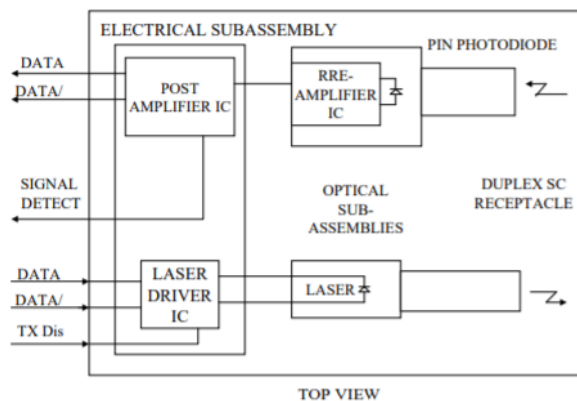 ELECTRICAL SUBASSEMBLY
DATA
DATA/
POST
AMPLIFIER IC
RRE-
AMPLIFIER
IC
PIN PHOTODIODE
SIGNAL
DETECT
OPTICAL
SUB-
ASSEMBLIES
DUPLEX SC
RECEPTACLE
DATA
DATA/
TX Dis
LASER
DRIVER
IC
LASER
TOP VIEW